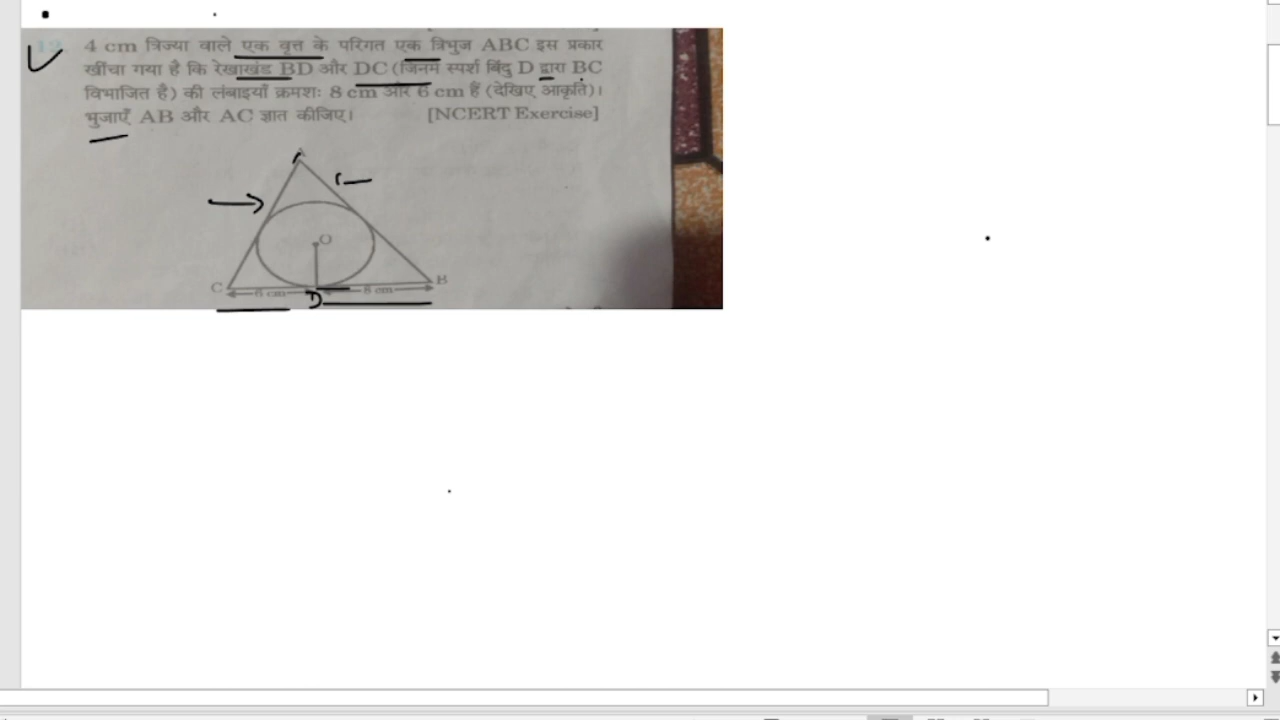 4 cm त्रिज्या वाले एक वृत्त के परिगत एक त्रिभुज ABC इस प्रकार
खींचा गया है कि रेखाखंड BD और DC (जिनमें स्पर्श बिंदु D द्वारा BC
विभाजित है) की लंबाइयाँ क्रमशः 8 cm और 6 cm हैं (देखिए आकृति)।
भुजाएँ AB और AC ज्ञात कीजिए। [NCERT Exercise]
A
O
C B
6 cm 8 cm
D